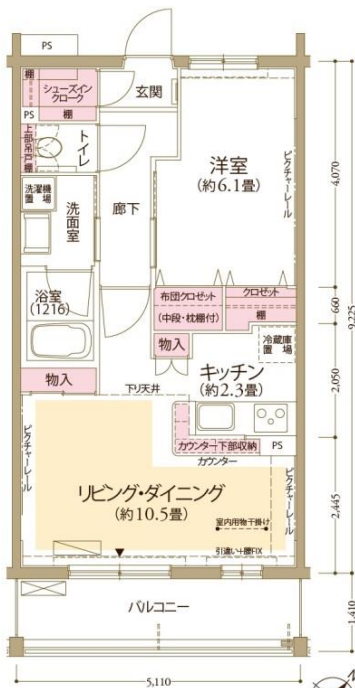 PS
棚
シューズイン
クローク
棚
PS
玄関
上部吊戸棚
トイレ
洋室
(約6.1畳)
ピクチャーレール
4,070
洗濯機
置場
洗面室
廊下
浴室
(1216)
布団クロゼット
(中段・枕棚付)
クロゼット
棚
660
9,225
物入
冷蔵庫
置場
キッチン
(約2.3畳)
2,050
物入
下り天井
カウンター下部収納
PS
カウンター
ピクチャーレール
リビング・ダイニング
(約10.5畳)
室内用物干掛け
ピクチャーレール
2,445
引違い+腰FIX
バルコニー
1,410
5,110